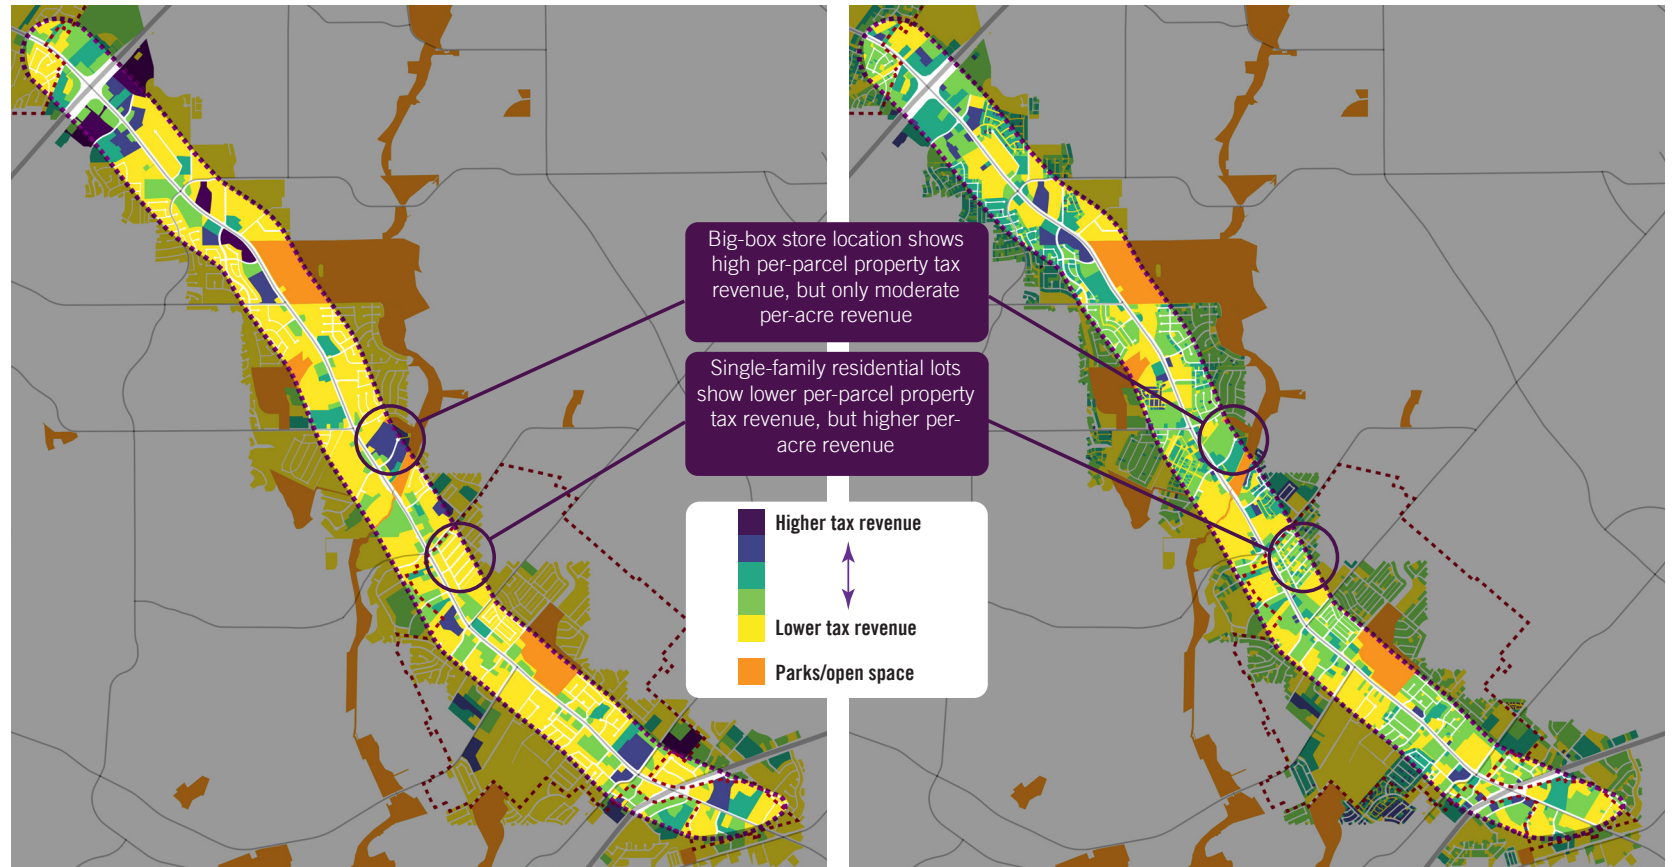 Big-box store location shows
high per-parcel property tax
revenue, but only moderate
per-acre revenue
Single-family residential lots
show lower per-parcel property
tax revenue, but higher per-
acre revenue
Higher tax revenue
Lower tax revenue
Parks/open space